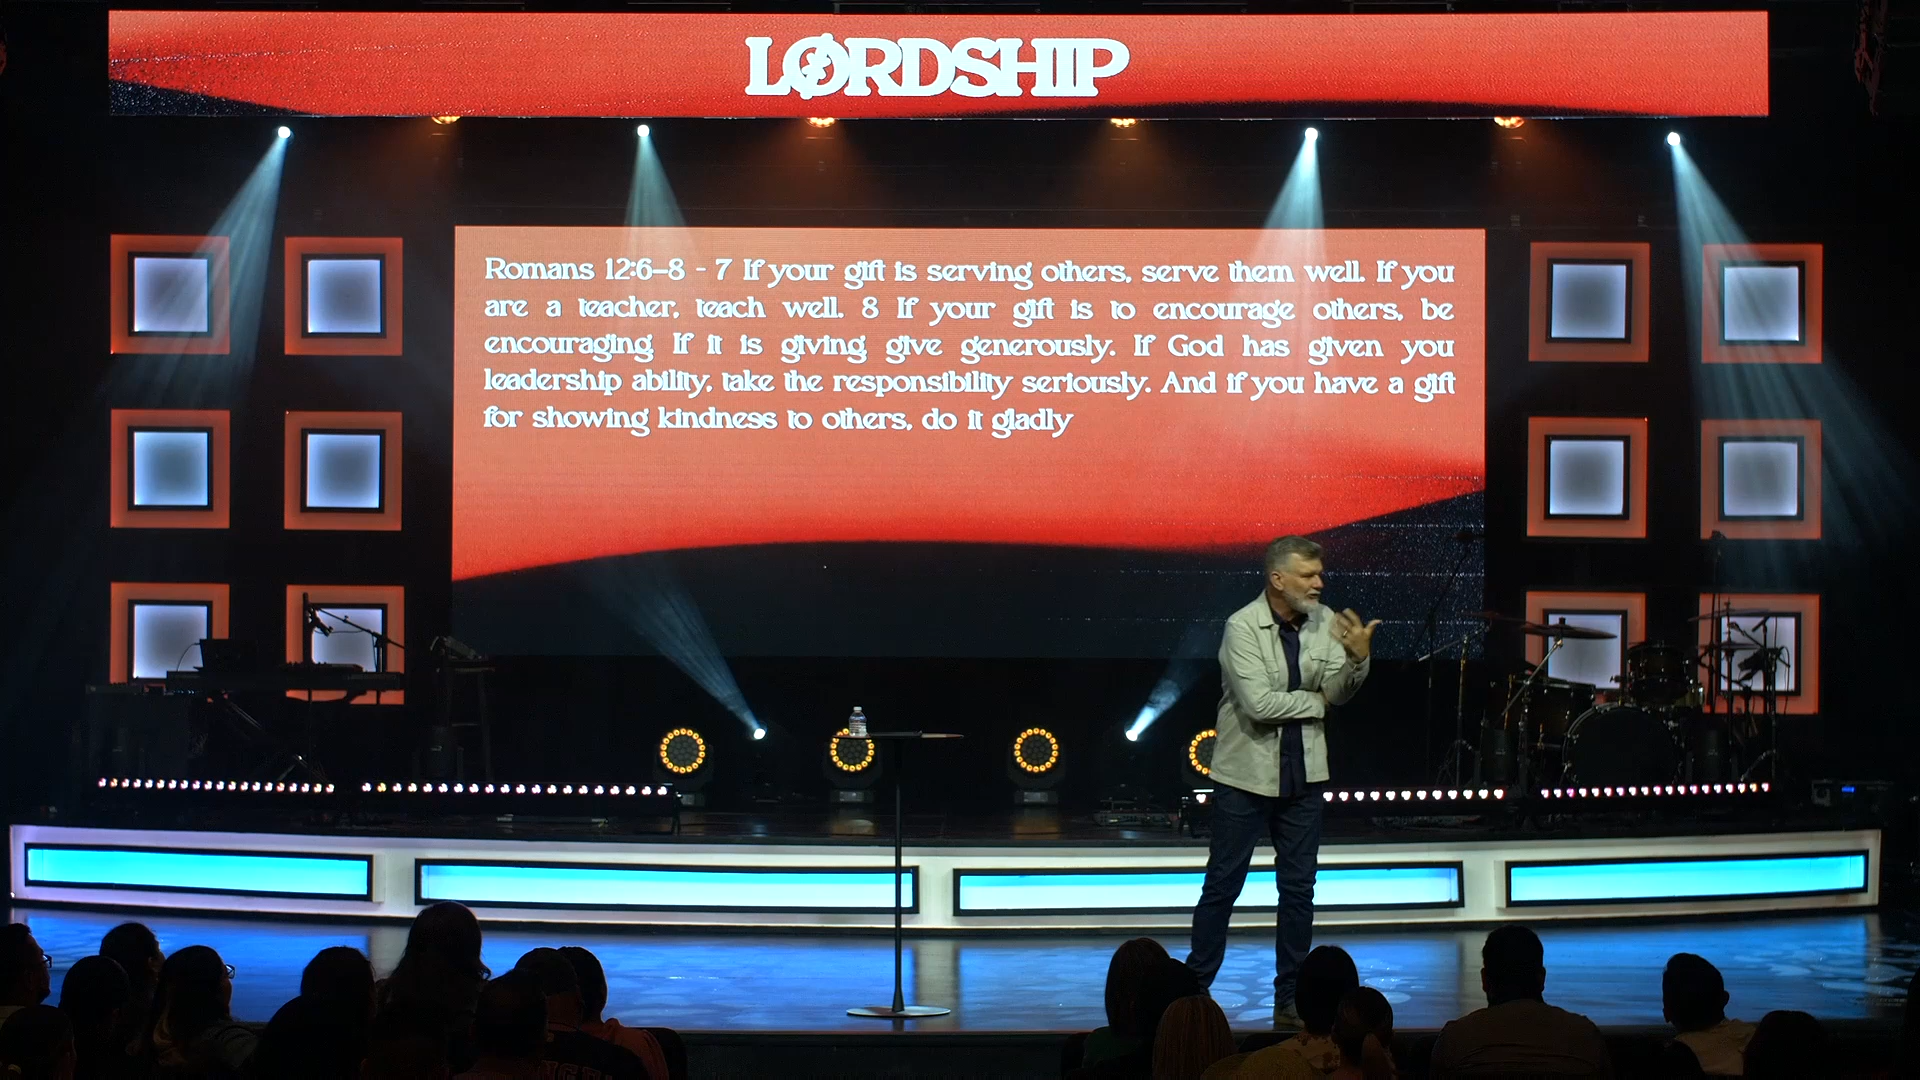 LORDSHIP
Romans 12:6–8 - 7 If your gift is serving others, serve them well. If you
are a teacher, teach well. 8 If your gift is to encourage others, be
encouraging. If it is giving, give generously. If God has given you
leadership ability, take the responsibility seriously. And if you have a gift
for showing kindness to others, do it gladly